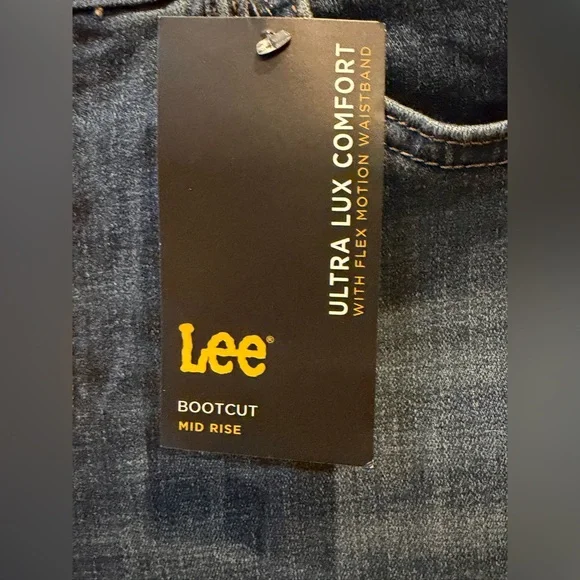 ULTRA LUX COMFORT
WITH FLEX MOTION WAISTBAND
Lee®
BOOTCUT
MID RISE